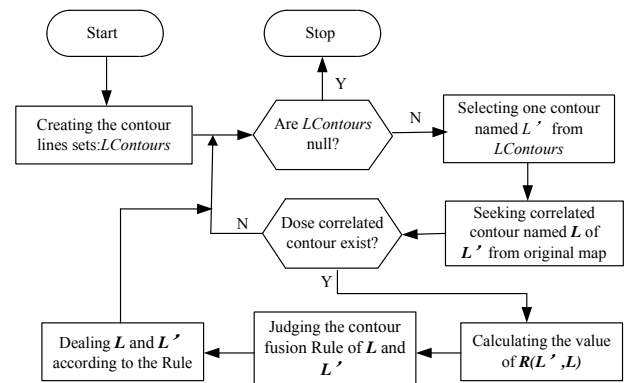 Start
Stop
Y
Creating the contour
lines sets:LContours
Are LContours
null?
N
Selecting one contour
named L′ from
LContours
Seeking correlated
contour named L of
L′ from original map
Dose correlated
contour exist?
N
Y
Calculating the value
of R(L′,L)
Judging the contour
fusion Rule of L and
L′
Dealing L and L′
according to the Rule